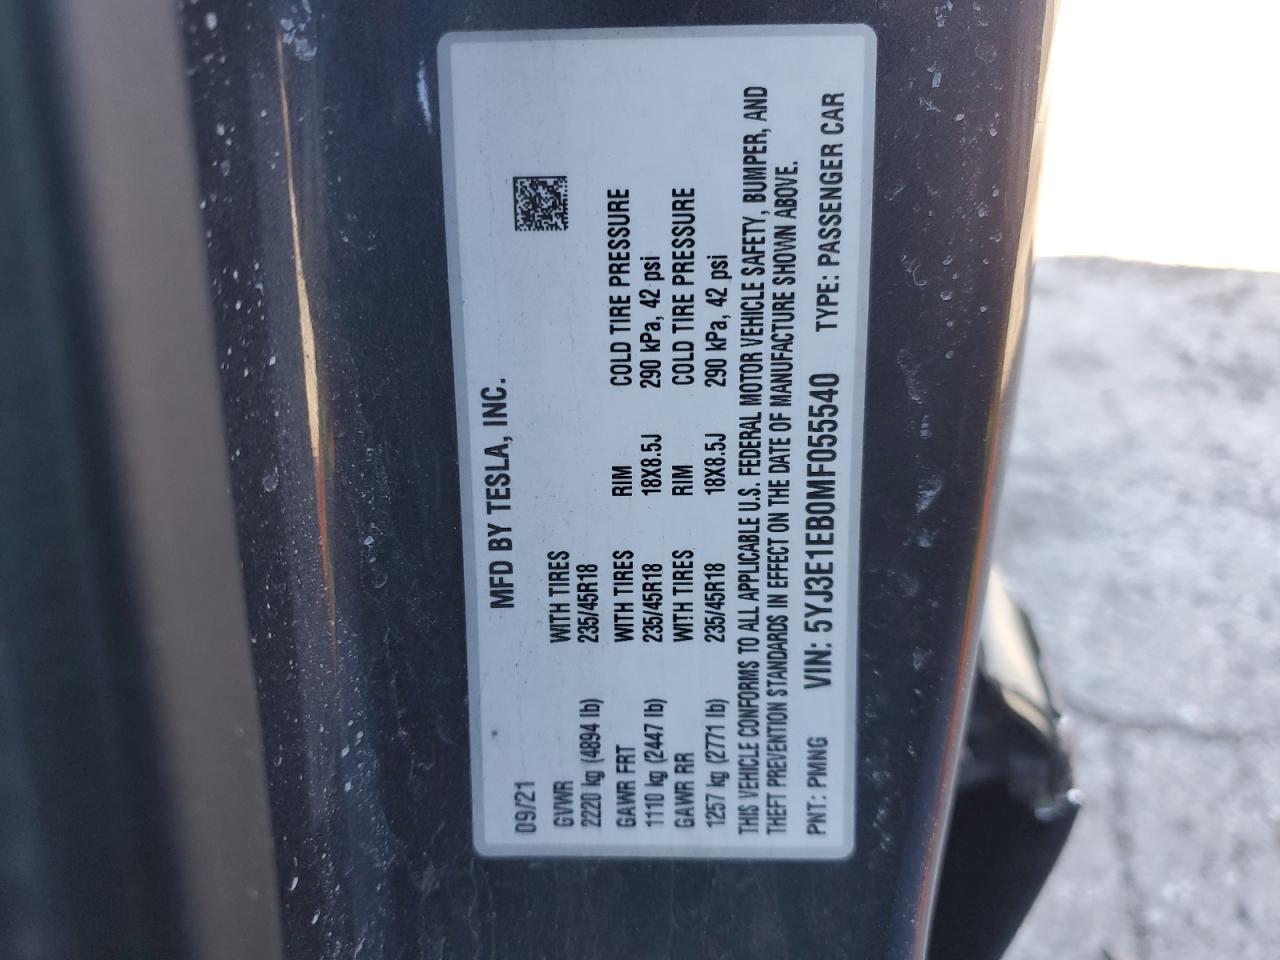 MFD BY TESLA, INC.
09/21
GVWR WITH TIRES
2220 kg (4894 lb) 235/45R18
GAWR FRT WITH TIRES RIM COLD TIRE PRESSURE
1110 kg (2447 lb) 235/45R18 18X8.5J 290 kPa, 42 psi
GAWR RR WITH TIRES RIM COLD TIRE PRESSURE
1257 kg (2771 lb) 235/45R18 18X8.5J 290 kPa, 42 psi
THIS VEHICLE CONFORMS TO ALL APPLICABLE U.S. FEDERAL MOTOR VEHICLE SAFETY, BUMPER, AND
THEFT PREVENTION STANDARDS IN EFFECT ON THE DATE OF MANUFACTURE SHOWN ABOVE.
PNT: PMNG VIN: 5YJ3E1EB0MF055540 TYPE: PASSENGER CAR